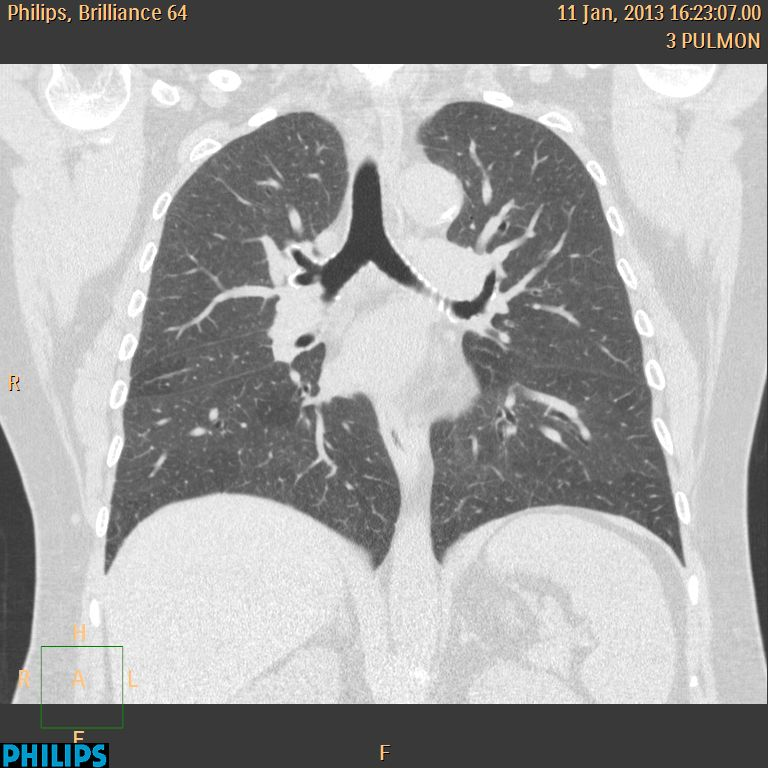 Philips, Brilliance 64
11 Jan, 2013 16:23:07.00
3 PULMON
R
H
R A L
F
PHILIPS
F